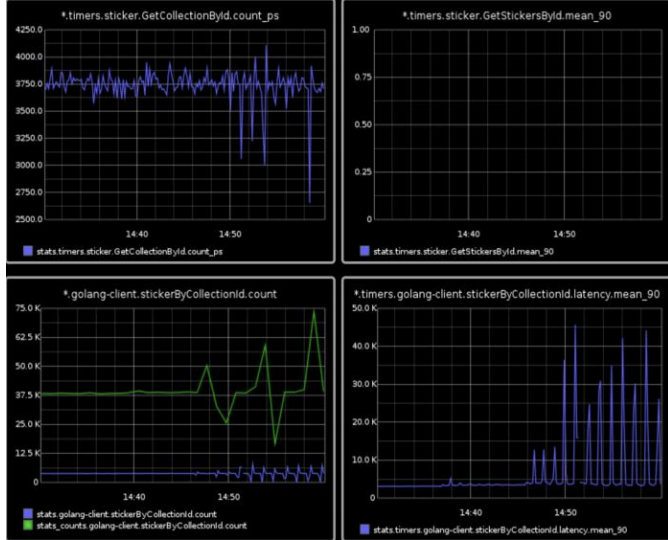 *.timers.sticker.GetCollectionById.count_ps
4250.0
4000.0
3750.0
3500.0
3250.0
3000.0
2750.0
2500.0
14:40
14:50
stats.timers.sticker.GetCollectionById.count_ps
*.timers.sticker.GetStickersById.mean_90
1.00
0.75
0.50
0.25
0
14:40
14:50
stats.timers.sticker.GetStickersById.mean_90
*.golang-client.stickerByCollectionId.count
75.0 K
62.5 K
50.0 K
37.5 K
25.0 K
12.5 K
0
14:40
14:50
stats.golang-client.stickerByCollectionId.count
stats_counts.golang-client.stickerByCollectionId.count
*.timers.golang-client.stickerByCollectionId.latency.mean_90
50.0 K
40.0 K
30.0 K
20.0 K
10.0 K
0
14:40
14:50
stats.timers.golang-client.stickerByCollectionId.latency.mean_90